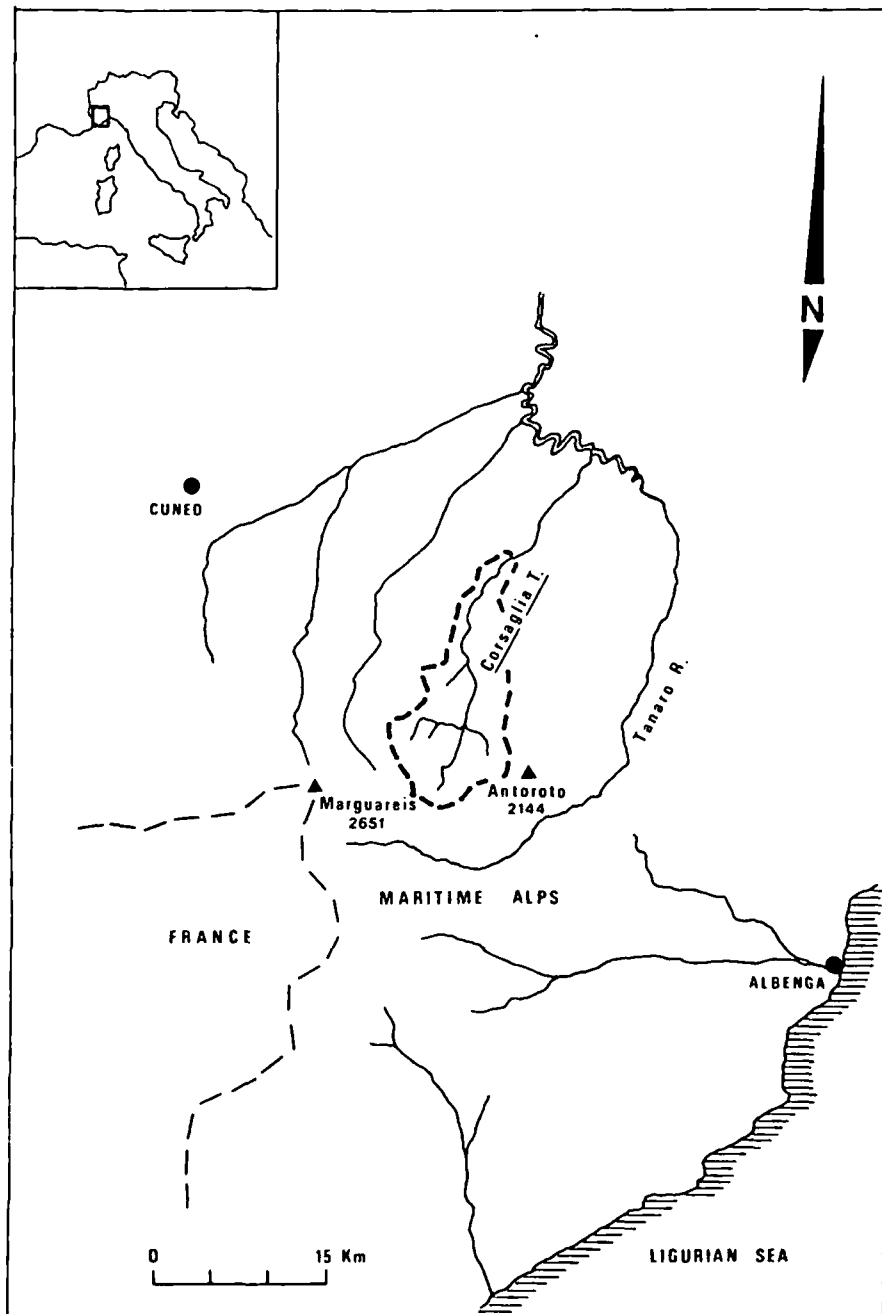 N
CUNEO
Corsaglia T.
Tanaro R.
Marguareis
2651
Antoroto
2144
MARITIME ALPS
FRANCE
ALBENGA
0 15 Km
LIGURIAN SEA